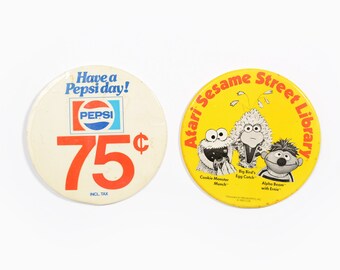 Have a
Pepsi day!
PEPSI
75¢
INCL. TAX
Atari Sesame Street Library
Cookie Monster
Munch
Big Bird's
Egg Catch
Alpha Beam
with Ernie